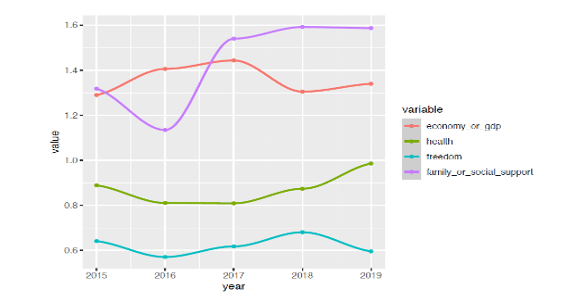 1.6
1.4
1.2
1.0
0.8
0.6
value
2015 2016 2017 2018 2019
year
variable
economy_or_gdp
health
freedom
family_or_social_support